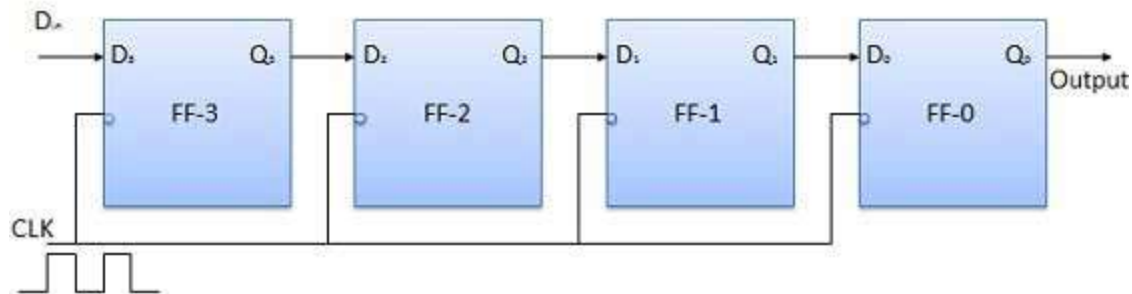 Dᵢₙ
D₃ Q₃ D₂ Q₂ D₁ Q₁ D₀ Q₀
Output
FF-3 FF-2 FF-1 FF-0
CLK